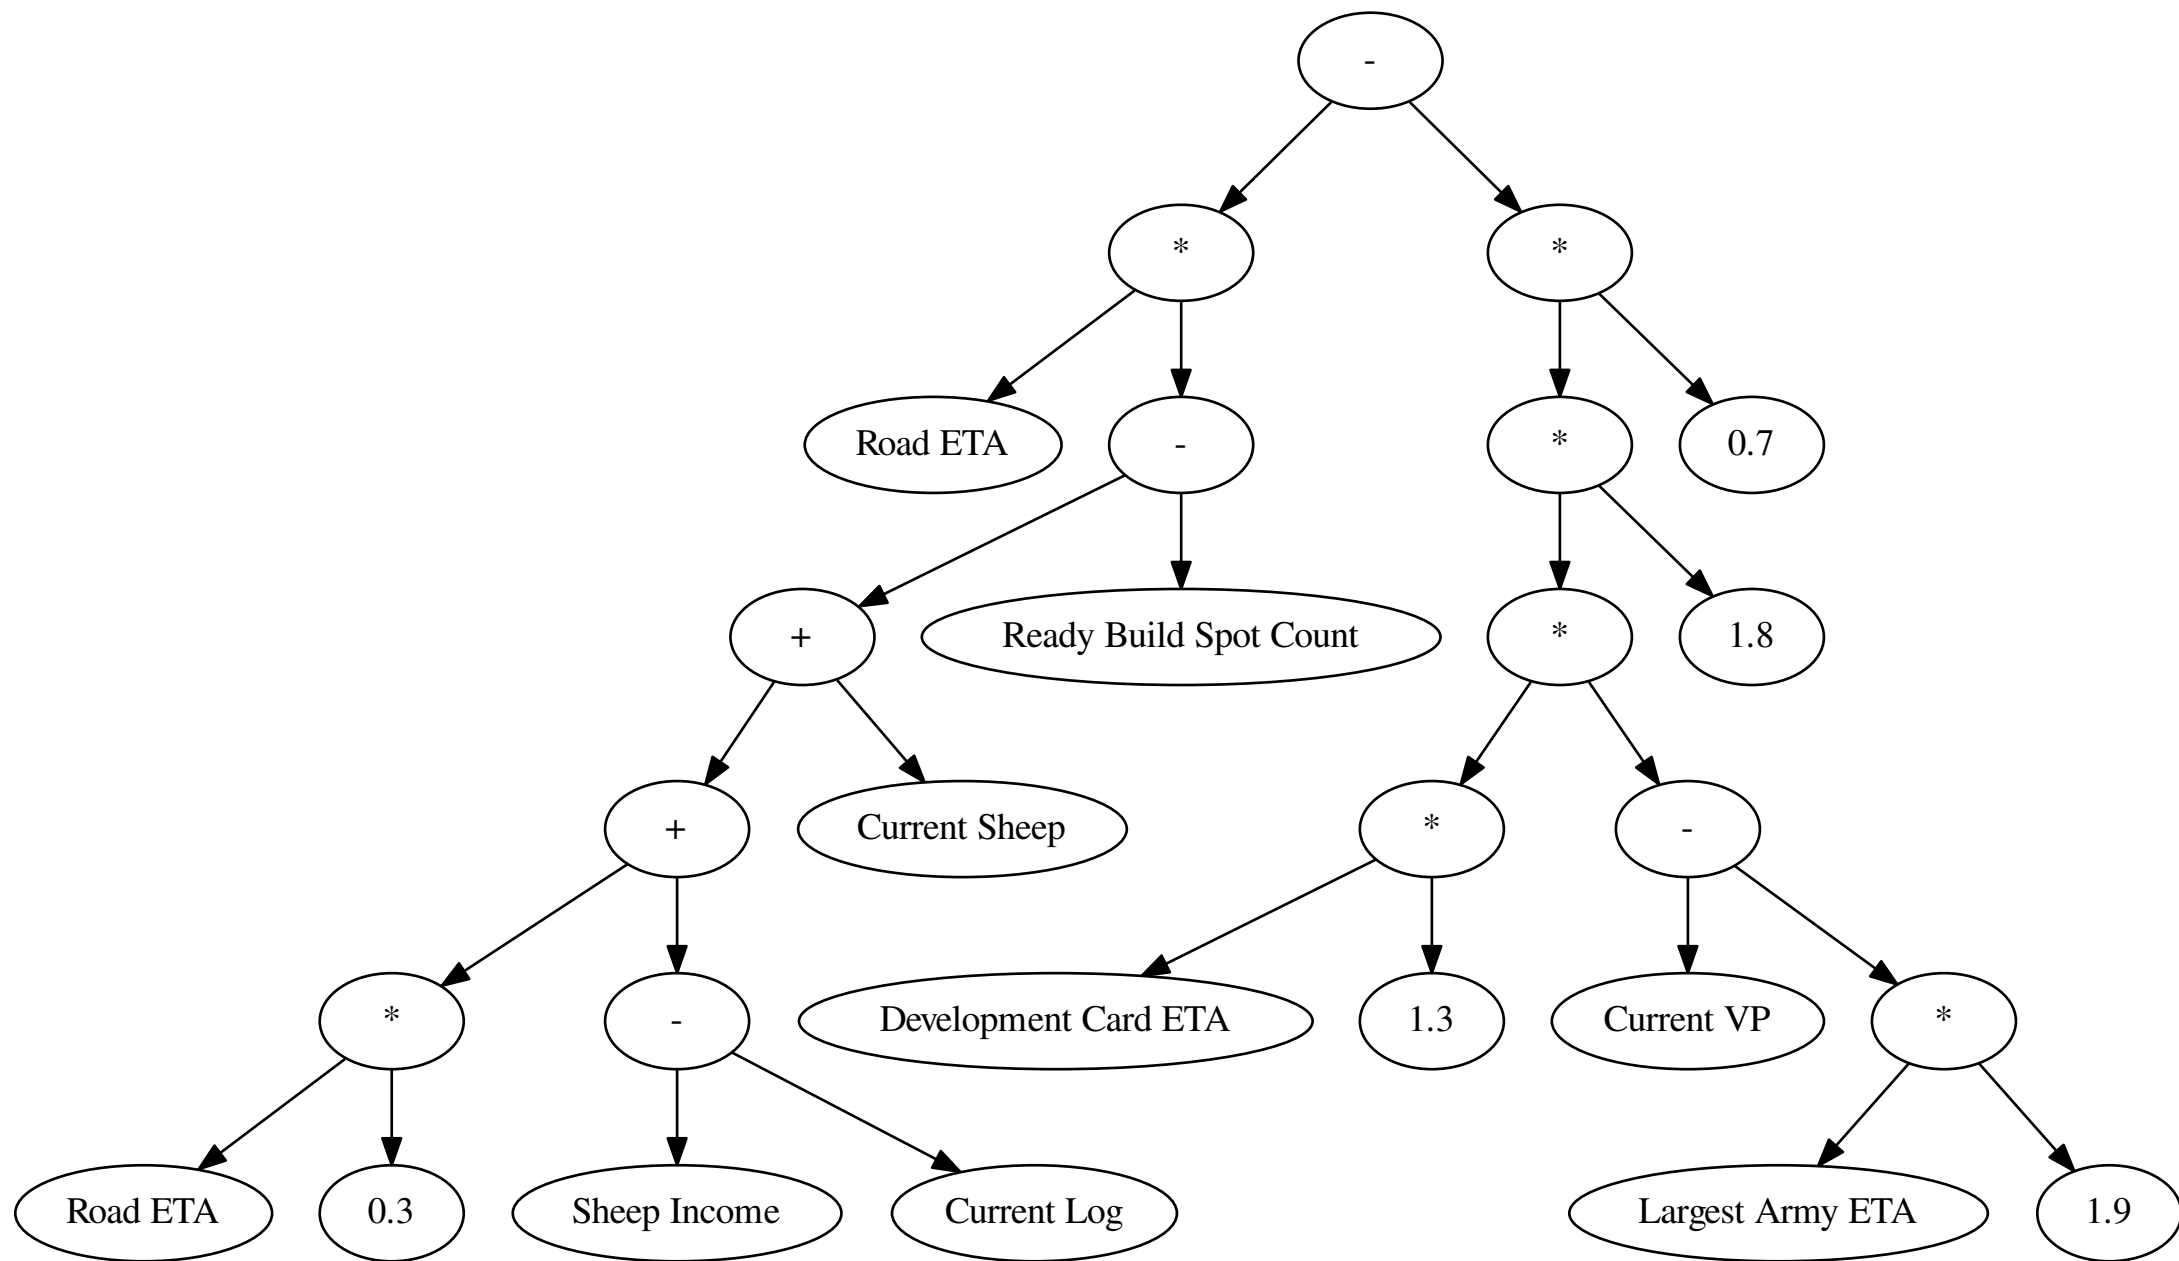 -
*
*
Road ETA
-
*
0.7
+
Ready Build Spot Count
*
1.8
+
Current Sheep
*
-
*
-
Development Card ETA
1.3
Current VP
*
Road ETA
0.3
Sheep Income
Current Log
Largest Army ETA
1.9